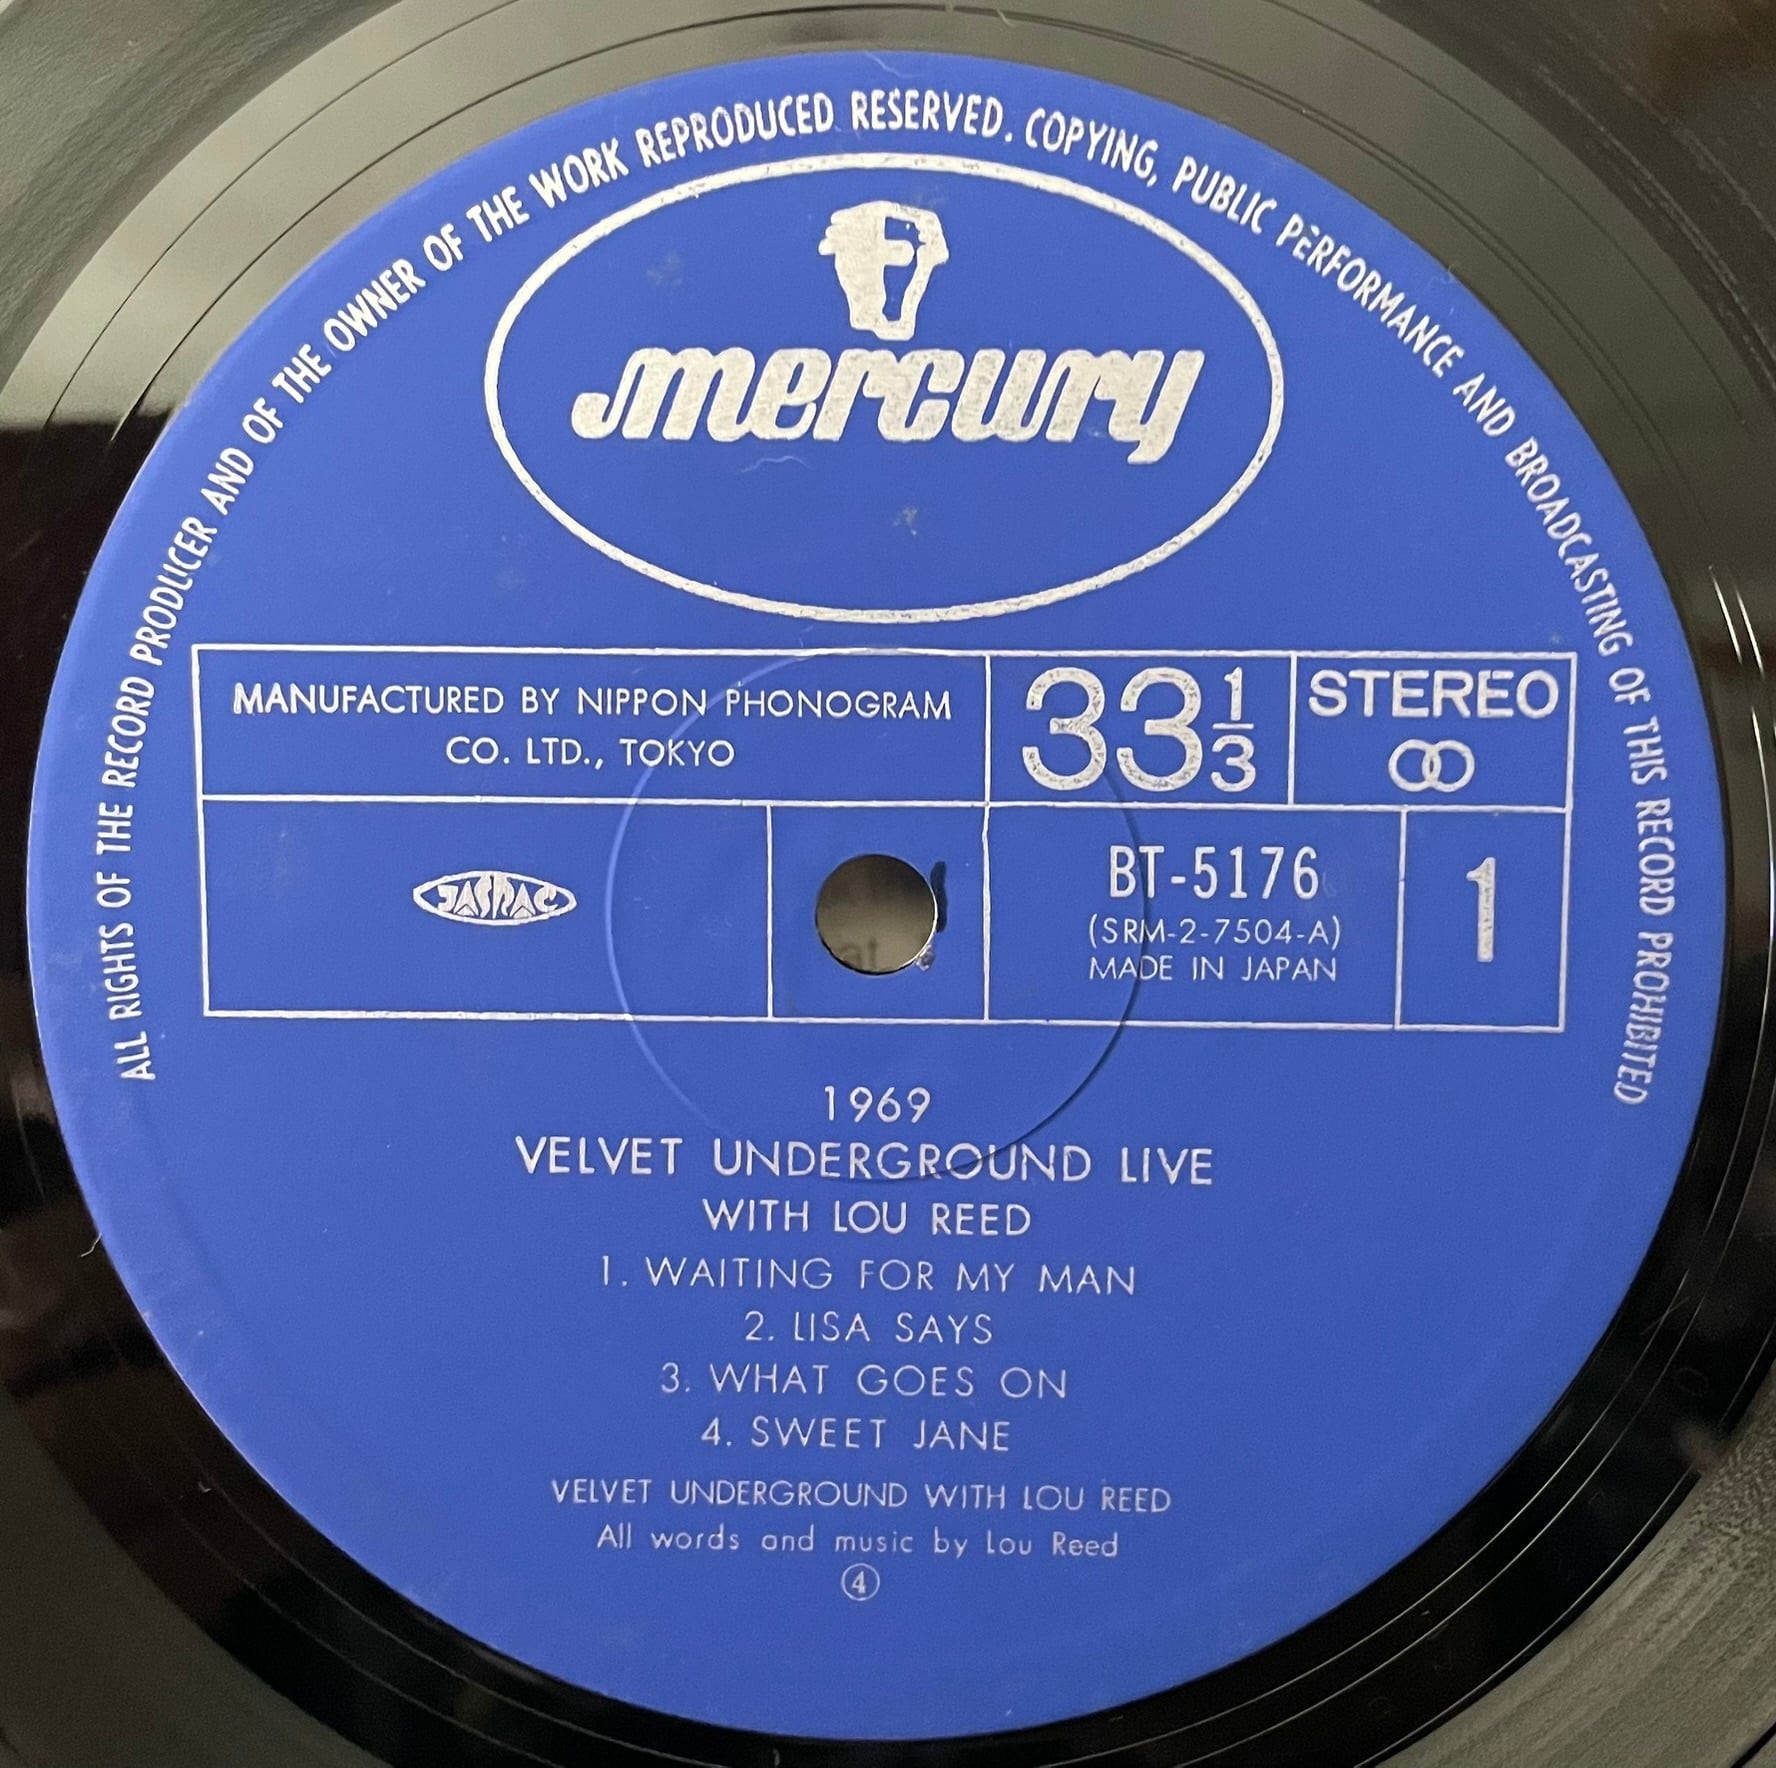 ALL RIGHTS OF THE RECORD PRODUCER AND OF THE OWNER OF THE WORK REPRODUCED RESERVED. COPYING, PUBLIC PERFORMANCE AND BROADCASTING OF THIS RECORD PROHIBITED
mercury
MANUFACTURED BY NIPPON PHONOGRAM
CO. LTD., TOKYO
33 1/3
STEREO
JASRAC
BT-5176
(SRM-2-7504-A)
MADE IN JAPAN
1
1969
VELVET UNDERGROUND LIVE
WITH LOU REED
1. WAITING FOR MY MAN
2. LISA SAYS
3. WHAT GOES ON
4. SWEET JANE
VELVET UNDERGROUND WITH LOU REED
All words and music by Lou Reed
④